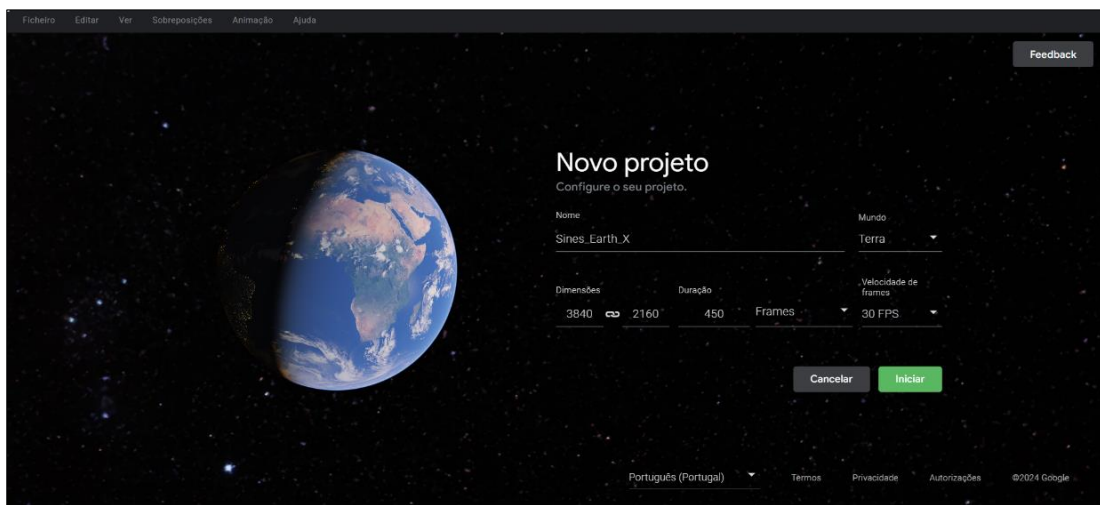 Ficheiro Editar Ver Sobreposições Animação Ajuda
Feedback
Novo projeto
Configure o seu projeto.
Nome Mundo
Sines_Earth_X Terra
Dimensões Duração Velocidade de
frames
3840 2160 450 Frames 30 FPS
Cancelar Iniciar
Português (Portugal) Termos Privacidade Autorizações ©2024 Google